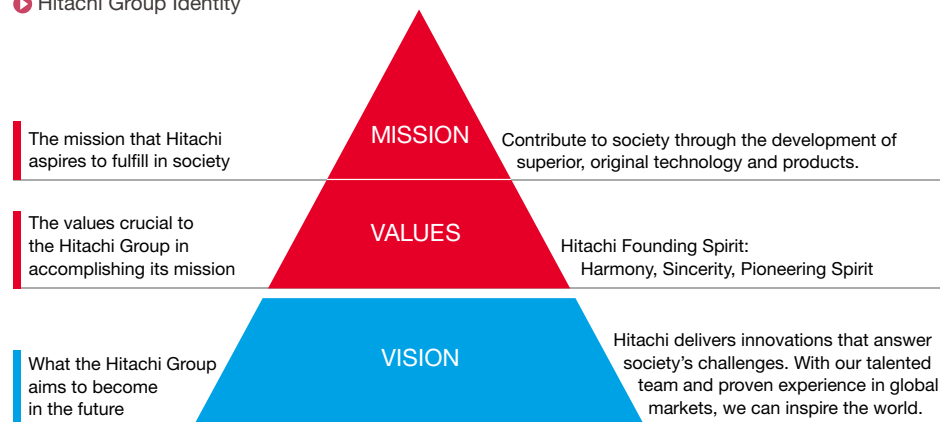 Hitachi Group Identity
The mission that Hitachi
aspires to fulfill in society
MISSION
Contribute to society through the development of
superior, original technology and products.
The values crucial to
the Hitachi Group in
accomplishing its mission
VALUES
Hitachi Founding Spirit:
Harmony, Sincerity, Pioneering Spirit
What the Hitachi Group
aims to become
in the future
VISION
Hitachi delivers innovations that answer
society’s challenges. With our talented
team and proven experience in global
markets, we can inspire the world.